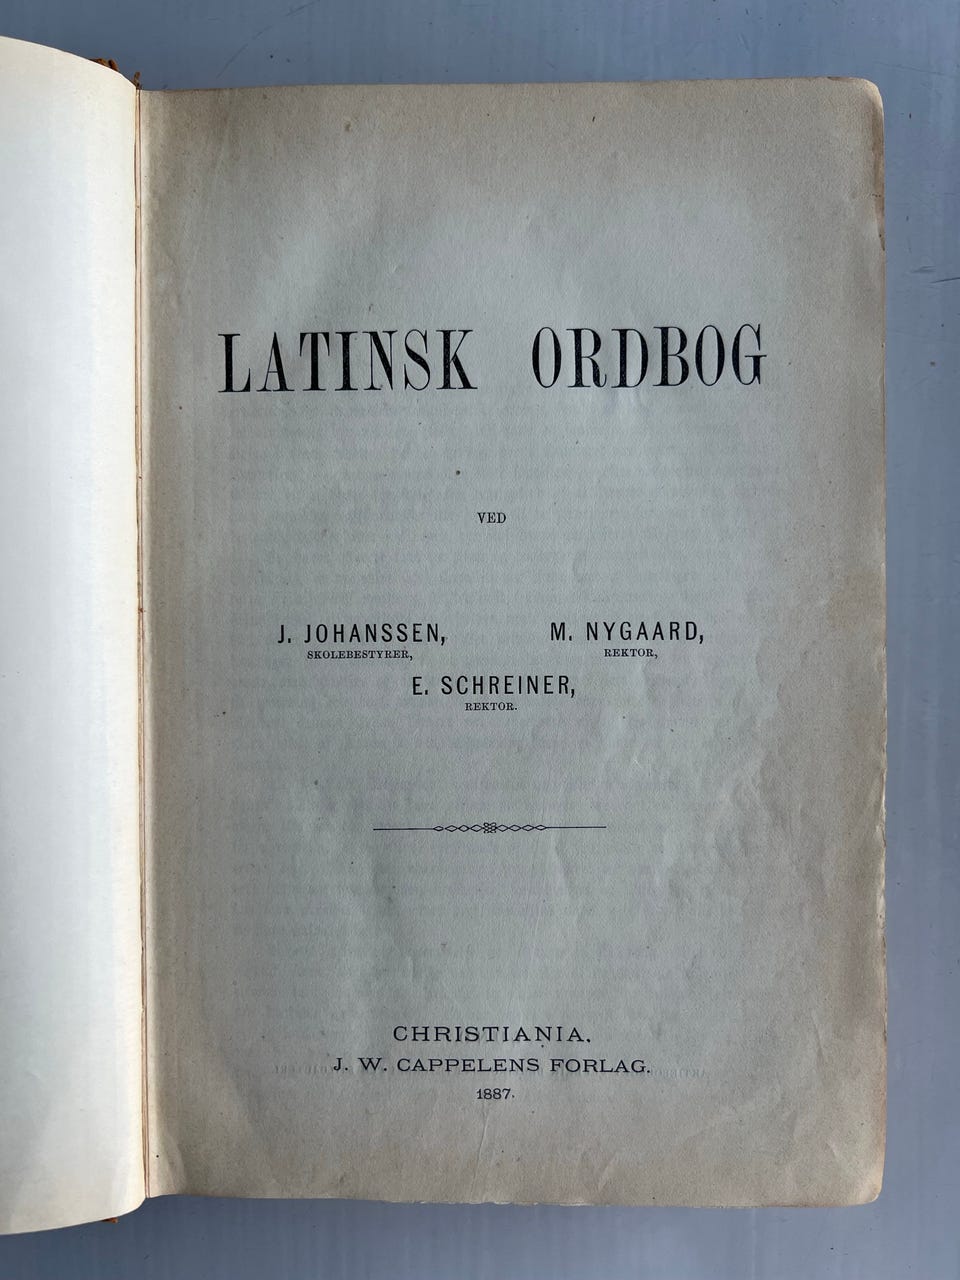 LATINSK ORDBOG
VED
J. JOHANSSEN, M. NYGAARD,
SKOLEBESTYRER, REKTOR,
E. SCHREINER,
REKTOR.
CHRISTIANIA.
J. W. CAPPELENS FORLAG.
1887.